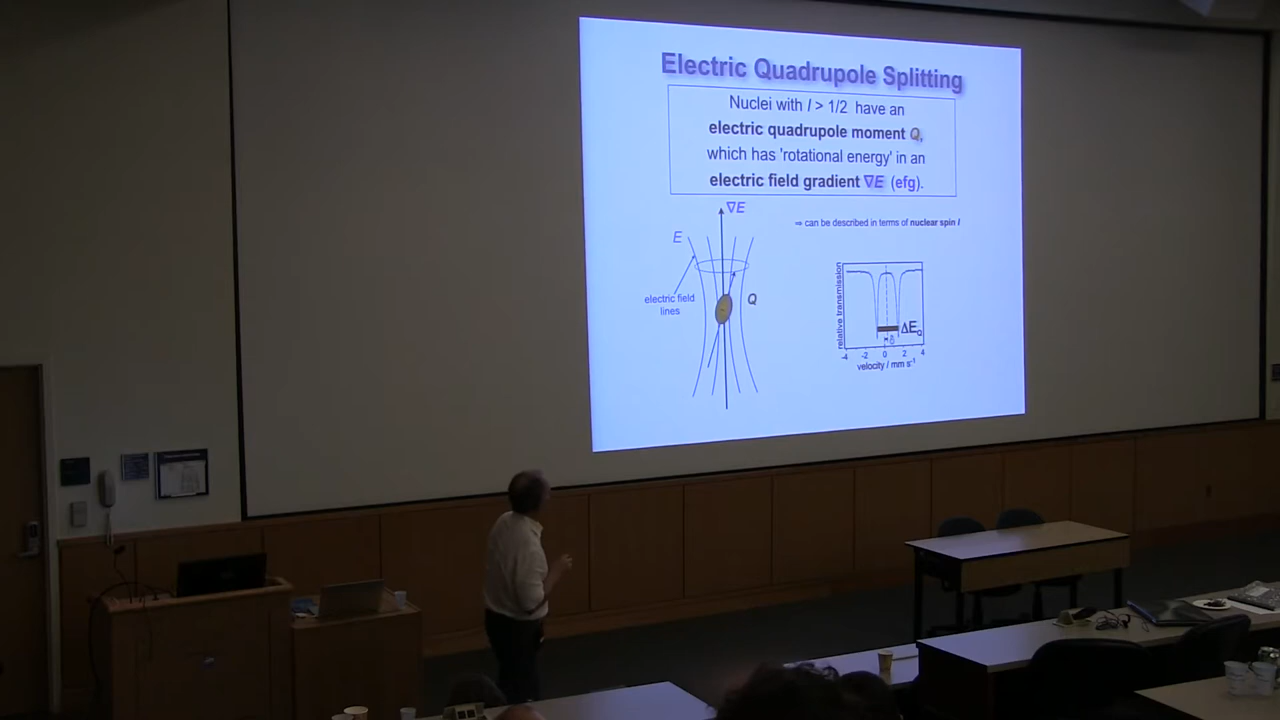 Electric Quadrupole Splitting
Nuclei with I > 1/2 have an
electric quadrupole moment Q,
which has 'rotational energy' in an
electric field gradient ∇E (efg).
∇E
⇒ can be described in terms of nuclear spin I
E
electric field
lines
Q
relative transmission
ΔE_Q
δ
-4 -2 0 2 4
velocity / mm s⁻¹